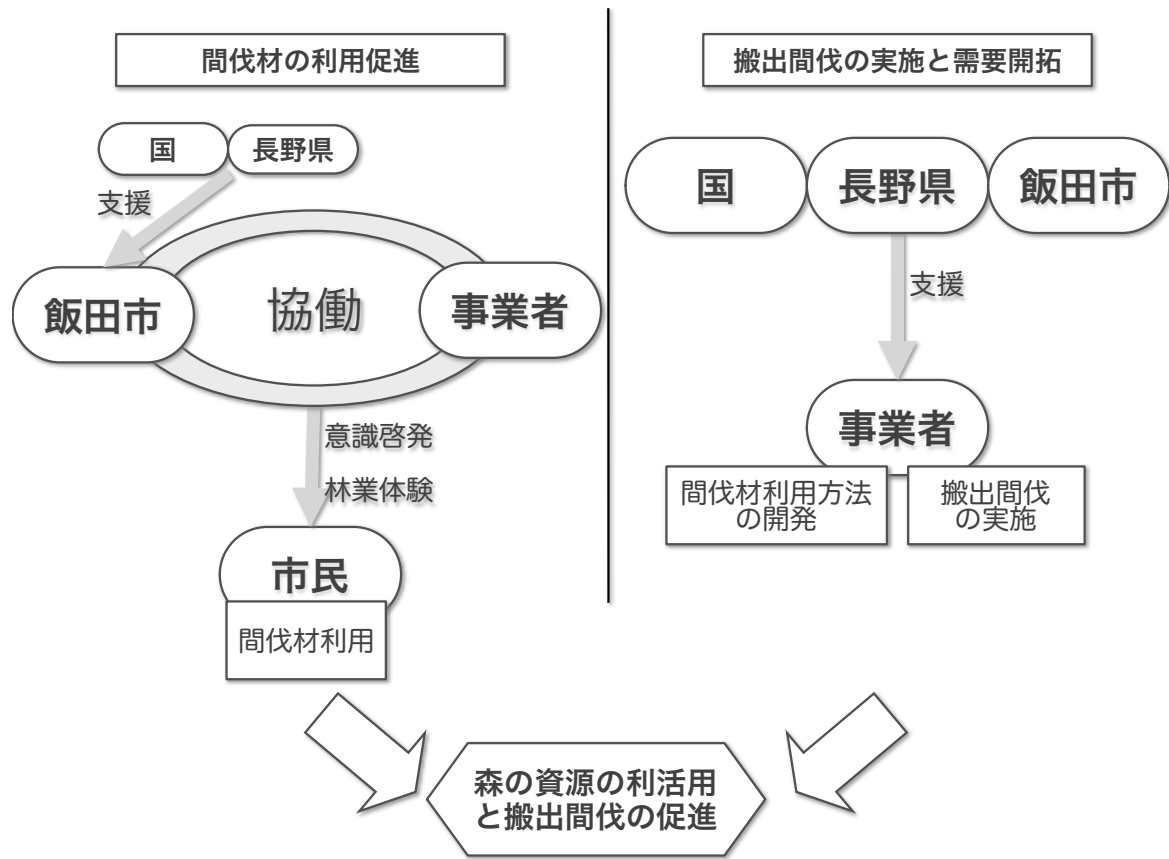 間伐材の利用促進
国
長野県
支援
飯田市
協働
事業者
意識啓発
林業体験
市民
間伐材利用
搬出間伐の実施と需要開拓
国
長野県
飯田市
支援
事業者
間伐材利用方法
の開発
搬出間伐
の実施
森の資源の利活用
と搬出間伐の促進